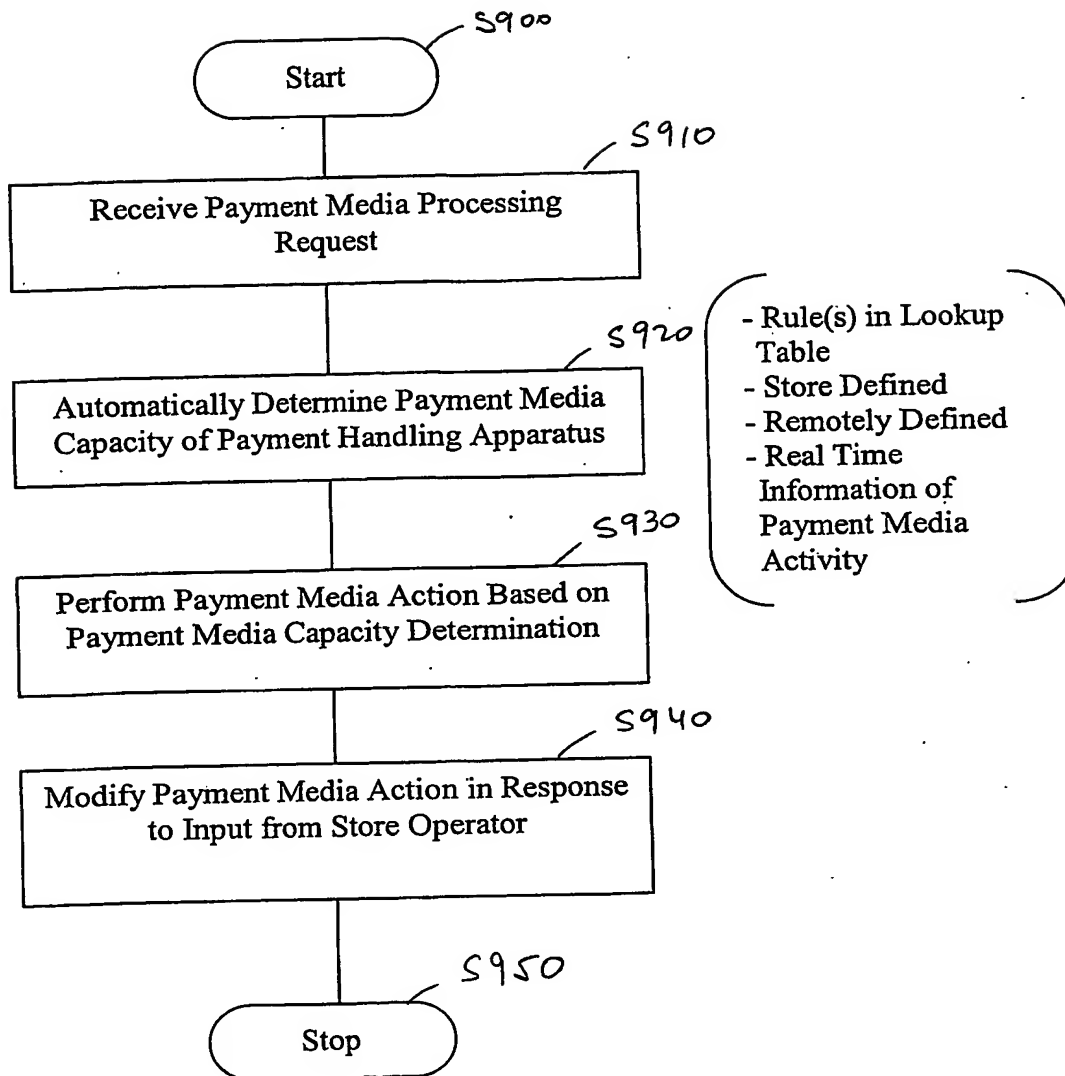 S900
Start
S910
Receive Payment Media Processing
Request
S920
Automatically Determine Payment Media
Capacity of Payment Handling Apparatus
- Rule(s) in Lookup
Table
- Store Defined
- Remotely Defined
- Real Time
Information of
Payment Media
Activity
S930
Perform Payment Media Action Based on
Payment Media Capacity Determination
S940
Modify Payment Media Action in Response
to Input from Store Operator
S950
Stop